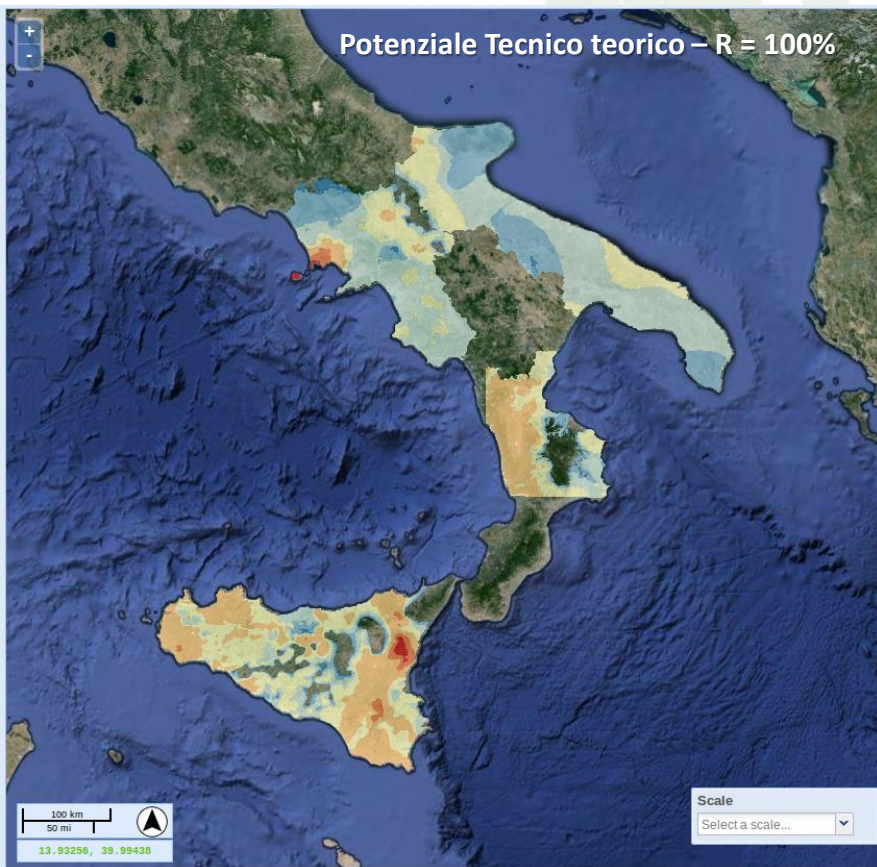 Potenziale Tecnico teorico – R = 100%
+
-
100 km
50 mi
13.93256, 39.99438
Scale
Select a scale...